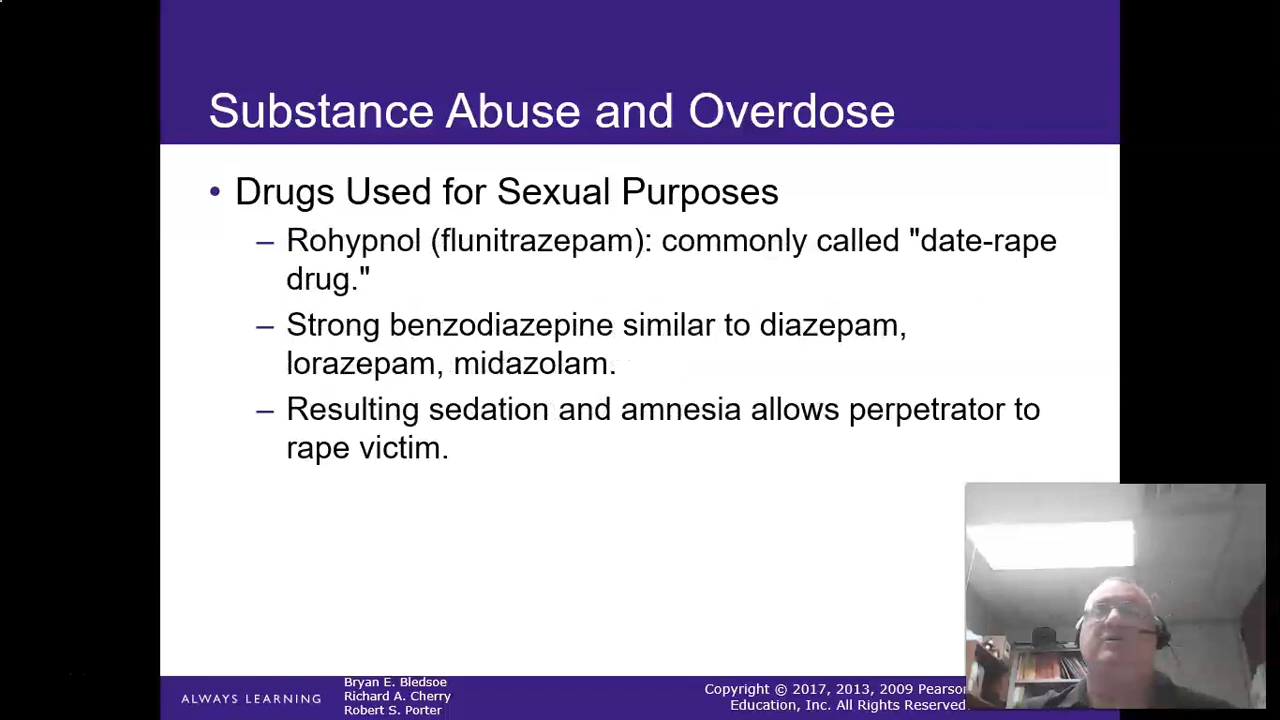 Substance Abuse and Overdose
• Drugs Used for Sexual Purposes
– Rohypnol (flunitrazepam): commonly called "date-rape
drug."
– Strong benzodiazepine similar to diazepam,
lorazepam, midazolam.
– Resulting sedation and amnesia allows perpetrator to
rape victim.
ALWAYS LEARNING
Bryan E. Bledsoe
Richard A. Cherry
Robert S. Porter
Copyright © 2017, 2013, 2009 Pearson
Education, Inc. All Rights Reserved.